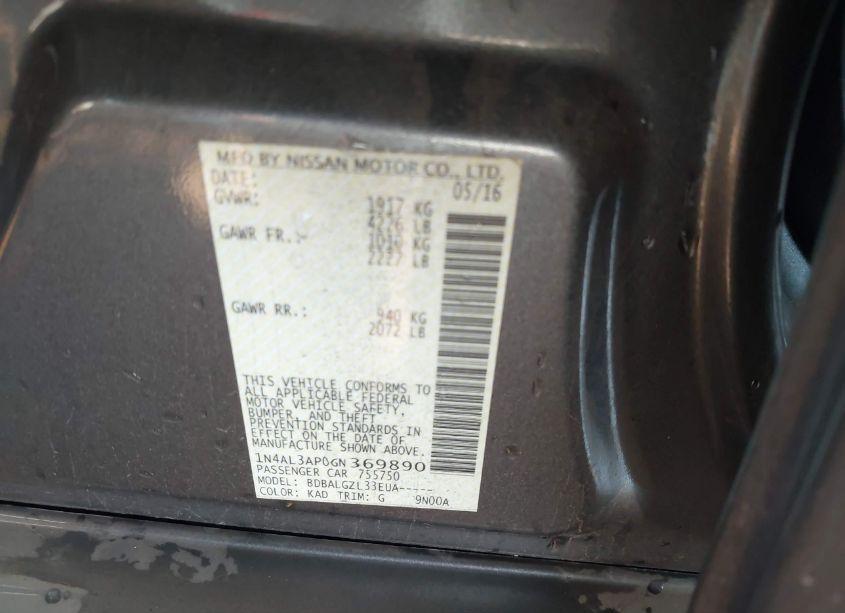 MFD BY NISSAN MOTOR CO., LTD.
DATE: 05/16
GVWR: 1917 KG
4226 LB
GAWR FR.: 1010 KG
2227 LB
GAWR RR.: 940 KG
2072 LB
THIS VEHICLE CONFORMS TO
ALL APPLICABLE FEDERAL
MOTOR VEHICLE SAFETY,
BUMPER, AND THEFT
PREVENTION STANDARDS IN
EFFECT ON THE DATE OF
MANUFACTURE SHOWN ABOVE.
1N4AL3AP0GN369890
PASSENGER CAR 755750
MODEL: BDBALGZL33EUA-----
COLOR: KAD TRIM: G 9N00A